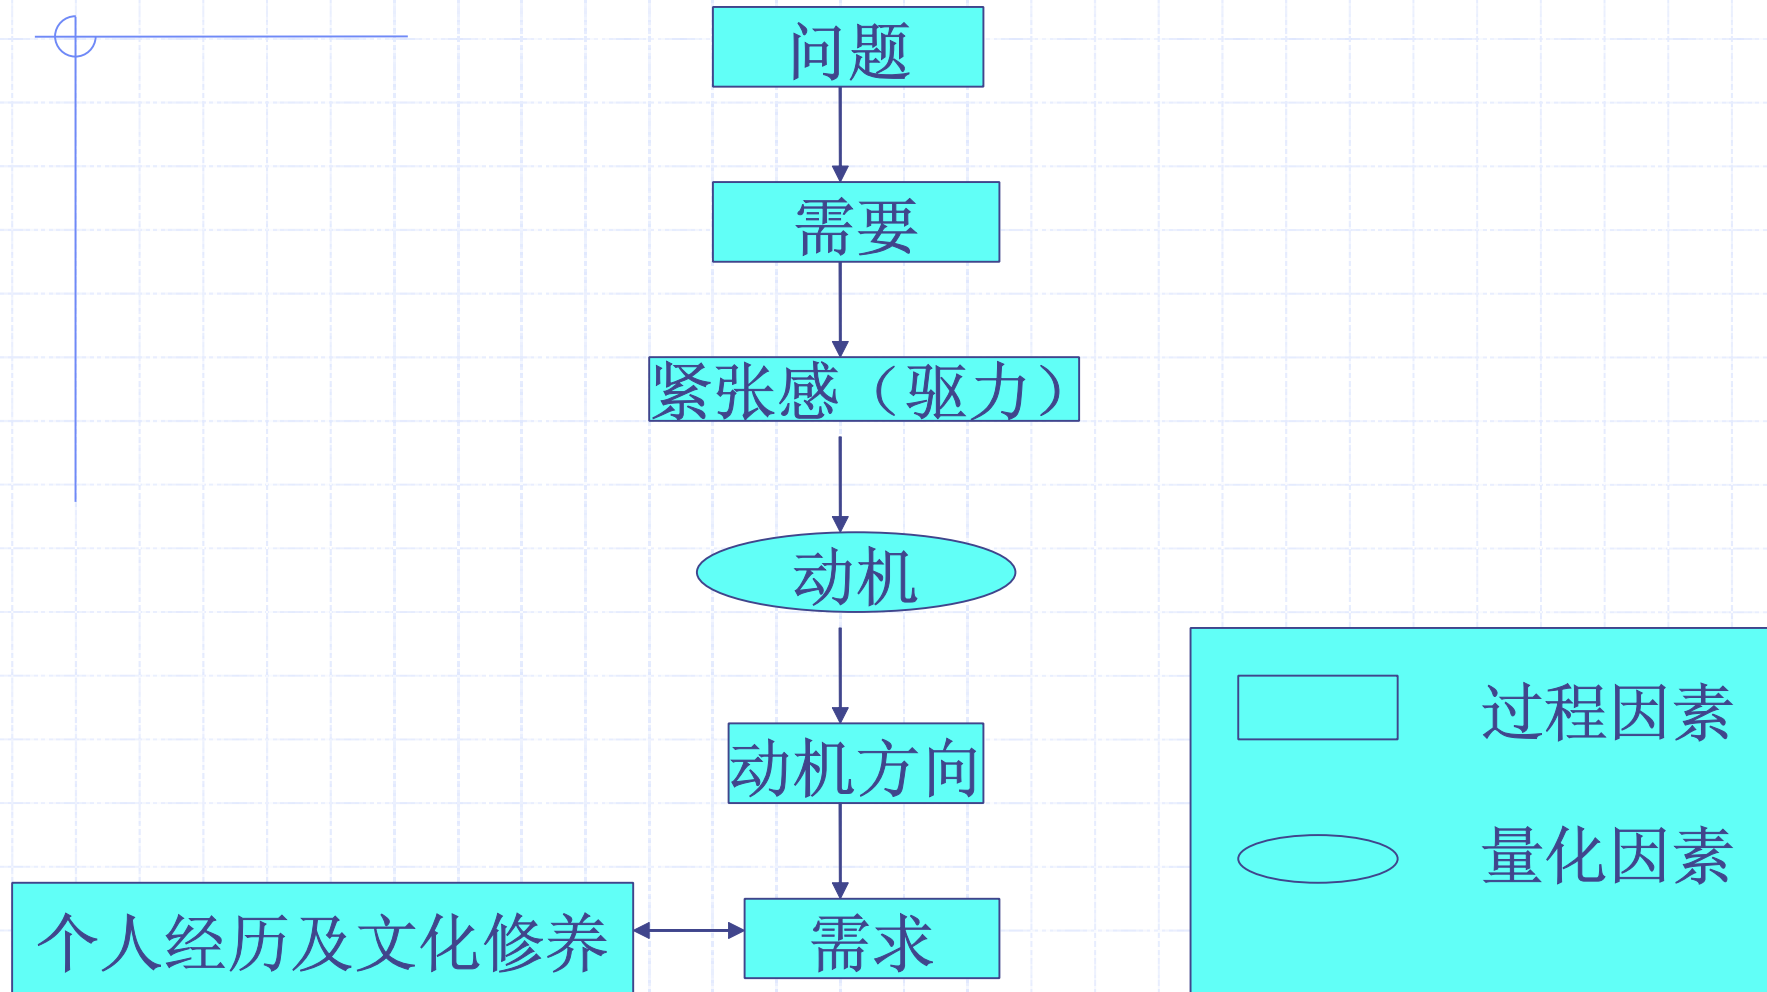 问题
需要
紧张感（驱力）
动机
动机方向
需求
个人经历及文化修养
过程因素
量化因素